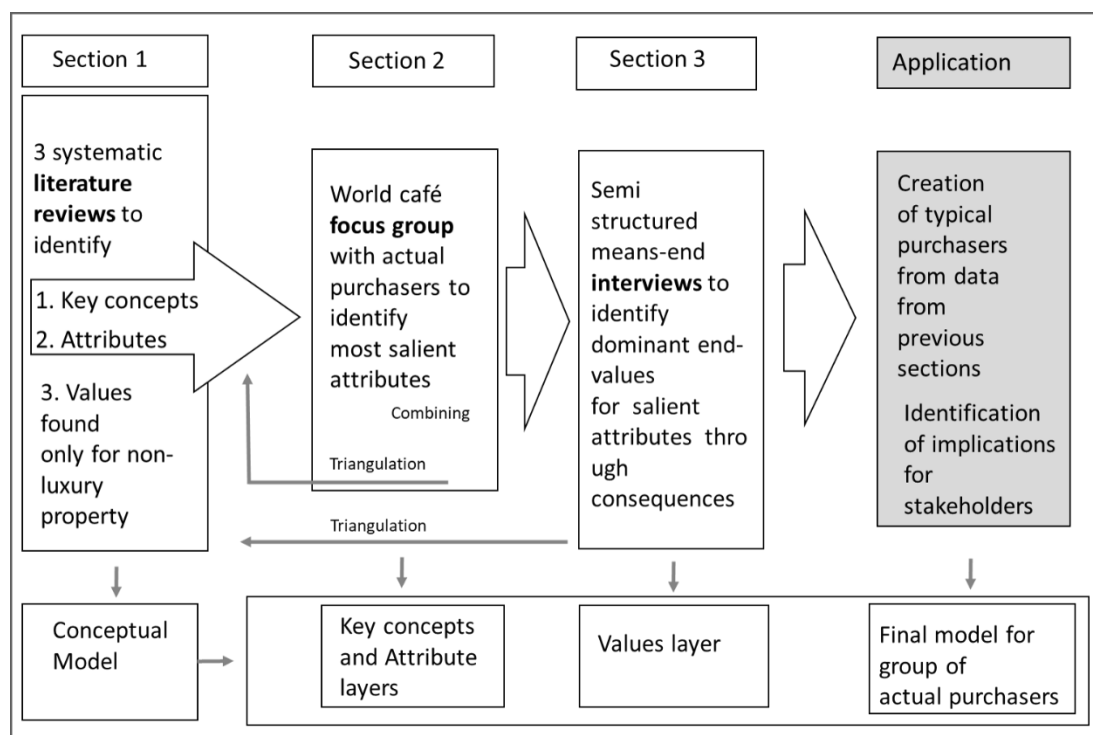 Section 1
Section 2
Section 3
Application
3 systematic
literature
reviews to
identify
1. Key concepts
2. Attributes
3. Values
found
only for non-
luxury
property
World café
focus group
with actual
purchasers to
identify
most salient
attributes
Combining
Triangulation
Triangulation
Semi
structured
means-end
interviews to
identify
dominant end-
values
for salient
attributes thro
ugh
consequences
Creation
of typical
purchasers
from data
from
previous
sections
Identification
of implications
for
stakeholders
Conceptual
Model
Key concepts
and Attribute
layers
Values layer
Final model for
group of
actual purchasers